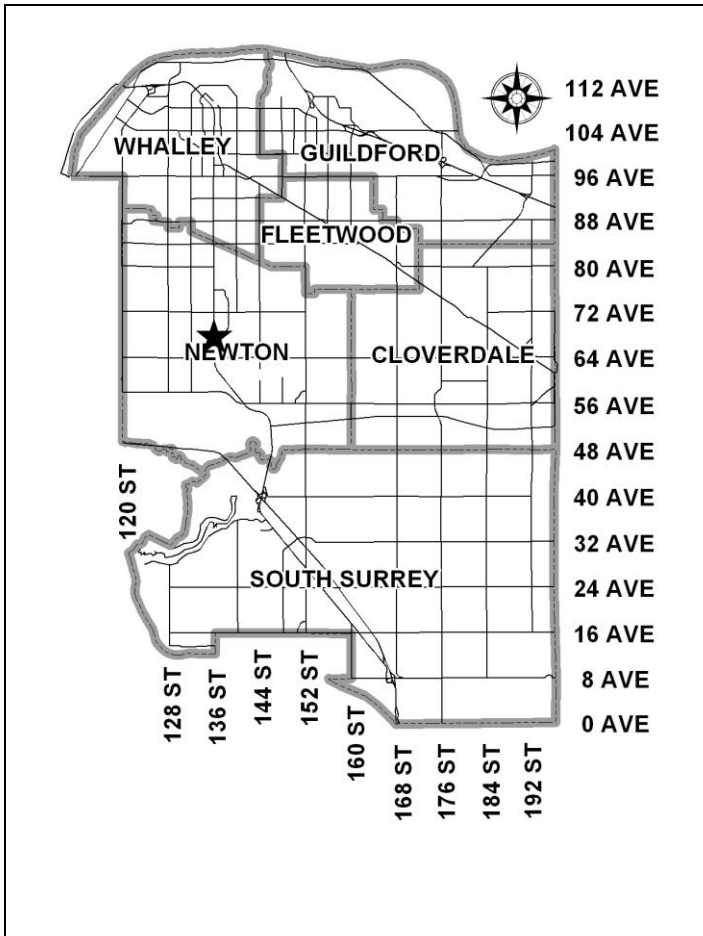 112 AVE
104 AVE
WHALLEY
GUILDFORD
96 AVE
88 AVE
FLEETWOOD
80 AVE
72 AVE
NEWTON
CLOVERDALE
64 AVE
56 AVE
48 AVE
120 ST
40 AVE
32 AVE
SOUTH SURREY
24 AVE
16 AVE
8 AVE
0 AVE
128 ST
136 ST
144 ST
152 ST
160 ST
168 ST
176 ST
184 ST
192 ST